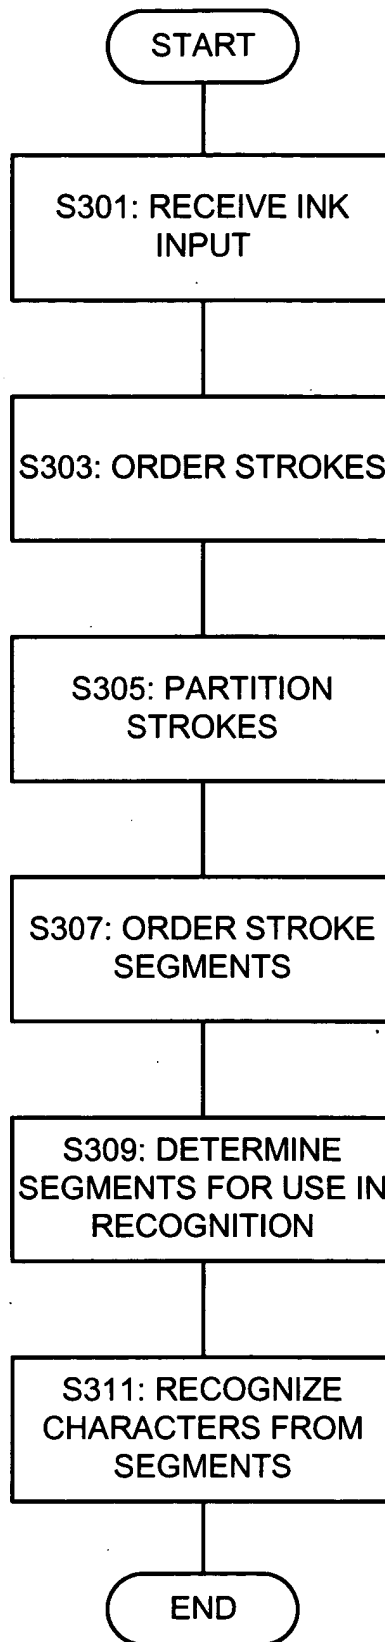 START
S301: RECEIVE INK
INPUT
S303: ORDER STROKES
S305: PARTITION
STROKES
S307: ORDER STROKE
SEGMENTS
S309: DETERMINE
SEGMENTS FOR USE IN
RECOGNITION
S311: RECOGNIZE
CHARACTERS FROM
SEGMENTS
END